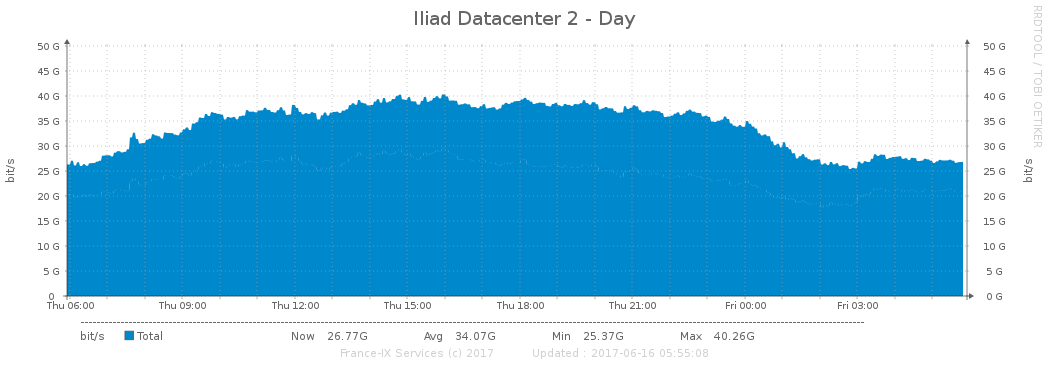 Iliad Datacenter 2 - Day
RRDTOOL / TOBI OETIKER
50 G 50 G
45 G 45 G
40 G 40 G
35 G 35 G
30 G 30 G
25 G 25 G
20 G 20 G
15 G 15 G
10 G 10 G
5 G 5 G
0 0 G
bit/s bit/s
Thu 06:00 Thu 09:00 Thu 12:00 Thu 15:00 Thu 18:00 Thu 21:00 Fri 00:00 Fri 03:00
bit/s Total Now 26.77G Avg 34.07G Min 25.37G Max 40.26G
France-IX Services (c) 2017 Updated : 2017-06-16 05:55:08